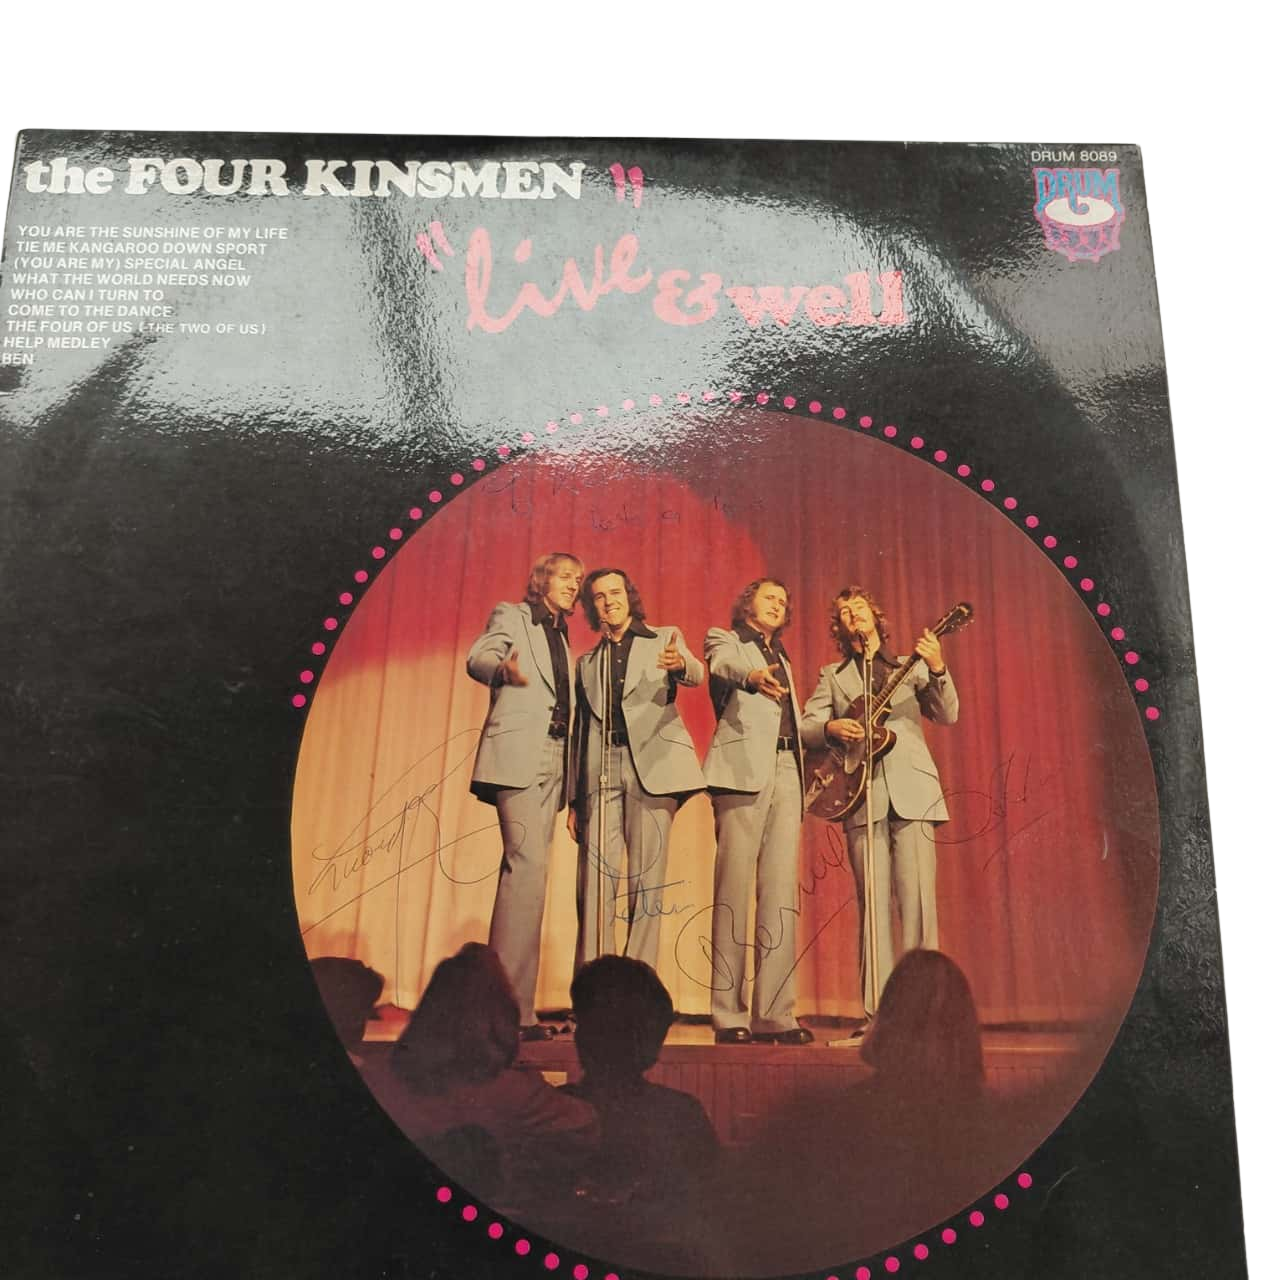 the FOUR KINSMEN
"live & well"
DRUM 8089
DRUM
YOU ARE THE SUNSHINE OF MY LIFE
TIE ME KANGAROO DOWN SPORT
(YOU ARE MY) SPECIAL ANGEL
WHAT THE WORLD NEEDS NOW
WHO CAN I TURN TO
COME TO THE DANCE
THE FOUR OF US (THE TWO OF US)
HELP MEDLEY
BEN
Peter